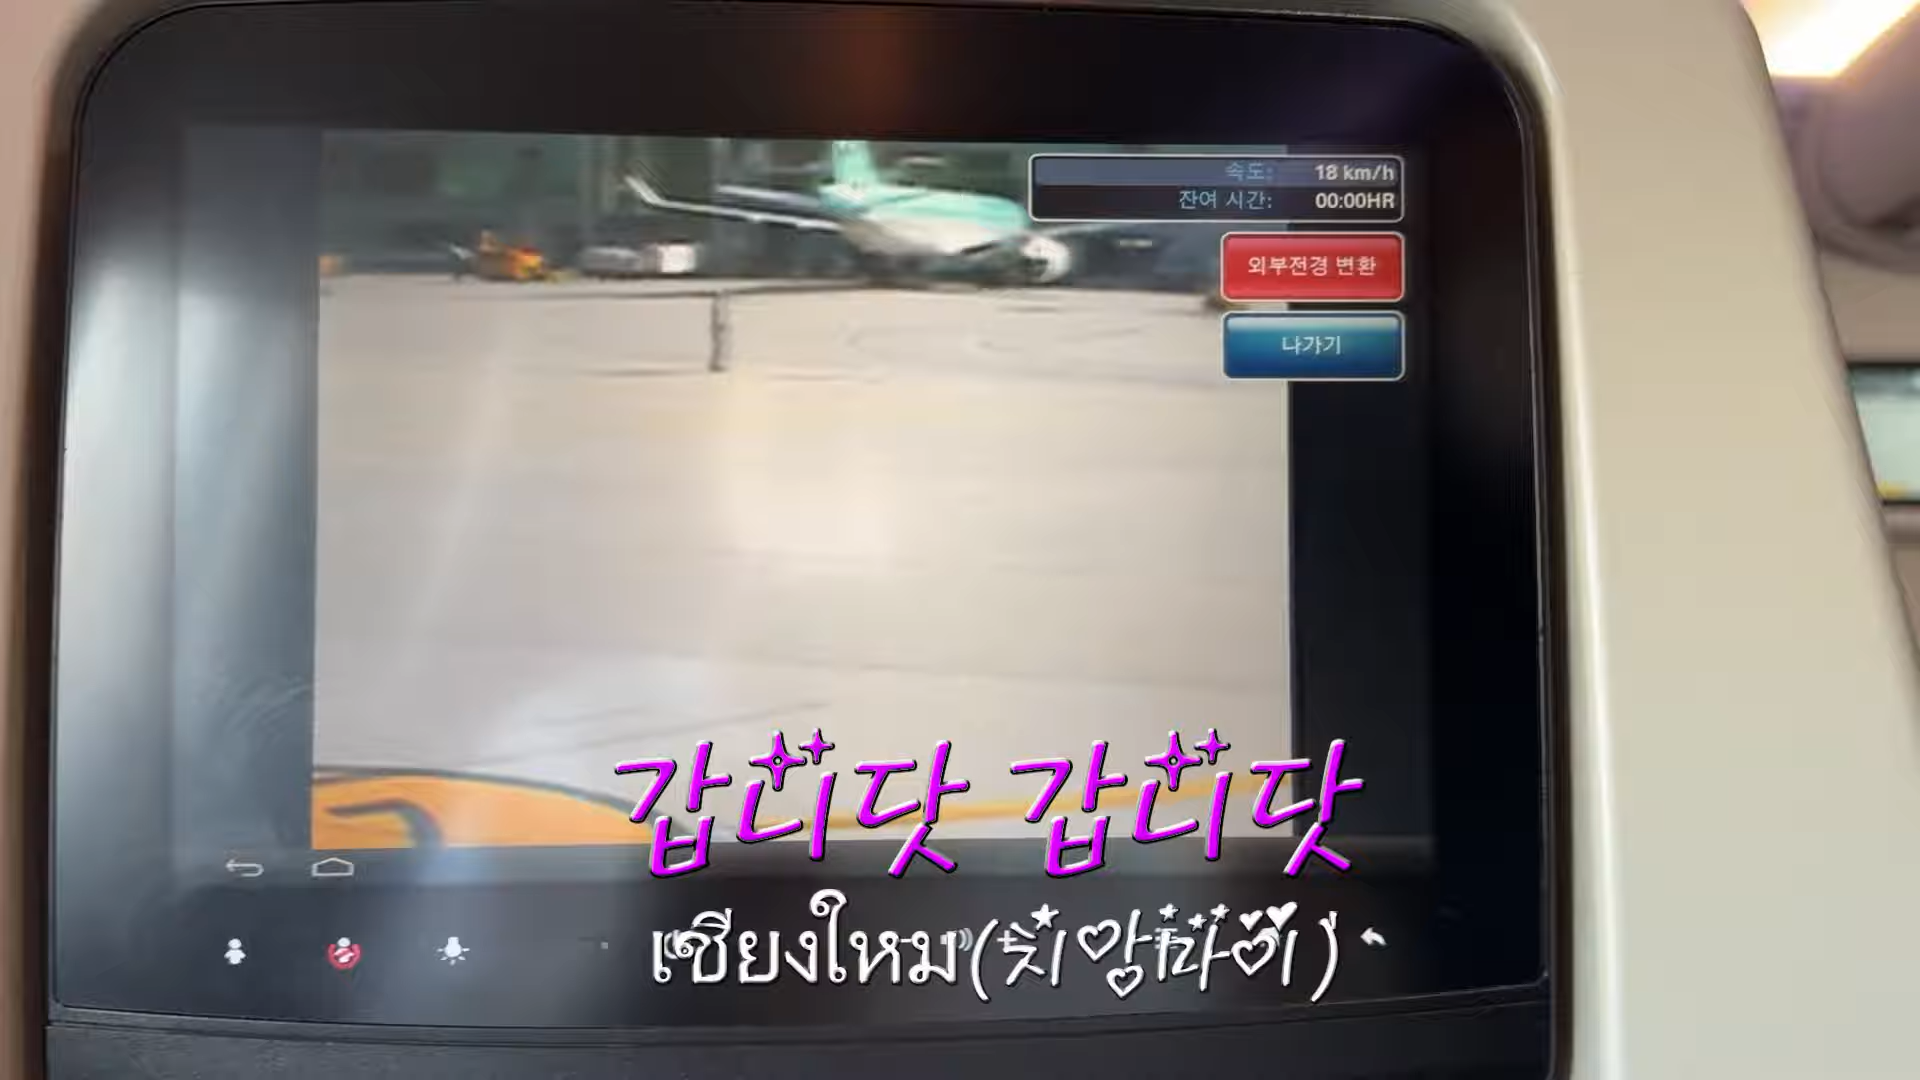 속도: 18 km/h
잔여 시간: 00:00HR
외부전경 변환
나가기
갑니닷 갑니닷
เชียงใหม(치앙라이)